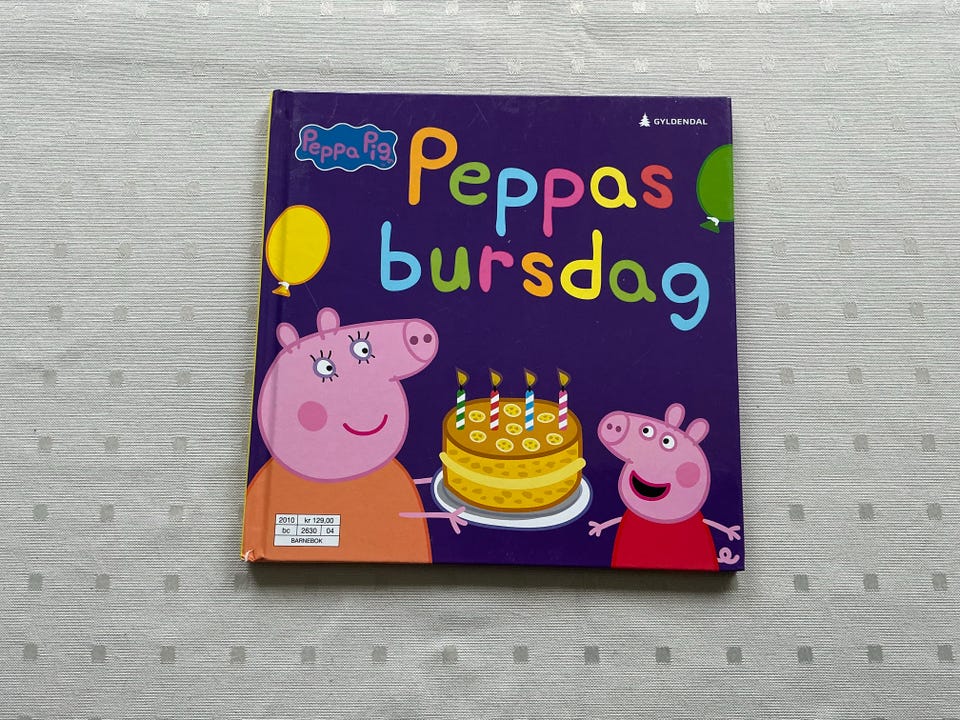 GYLDENDAL
Peppa Pig
Peppas
bursdag
2010 kr 129,00
bc 2630 04
BARNEBOK